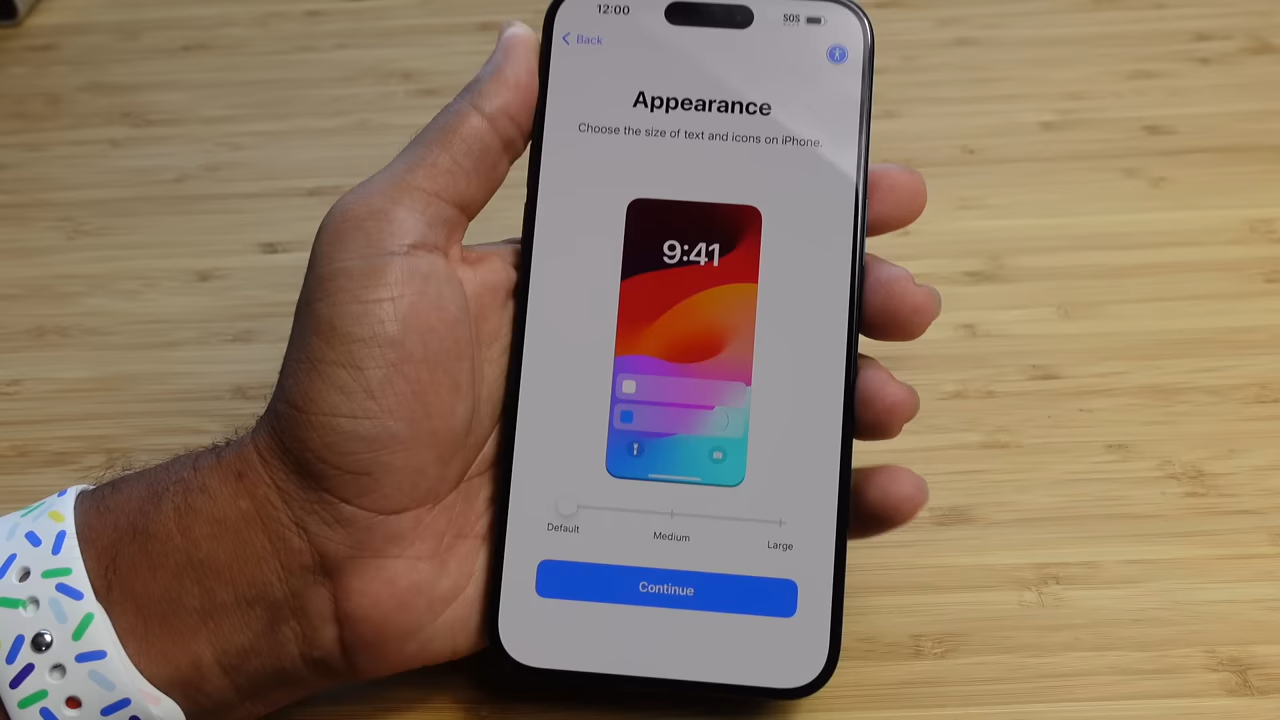 12:00
SOS
Back
Appearance
Choose the size of text and icons on iPhone.
9:41
Default
Medium
Large
Continue